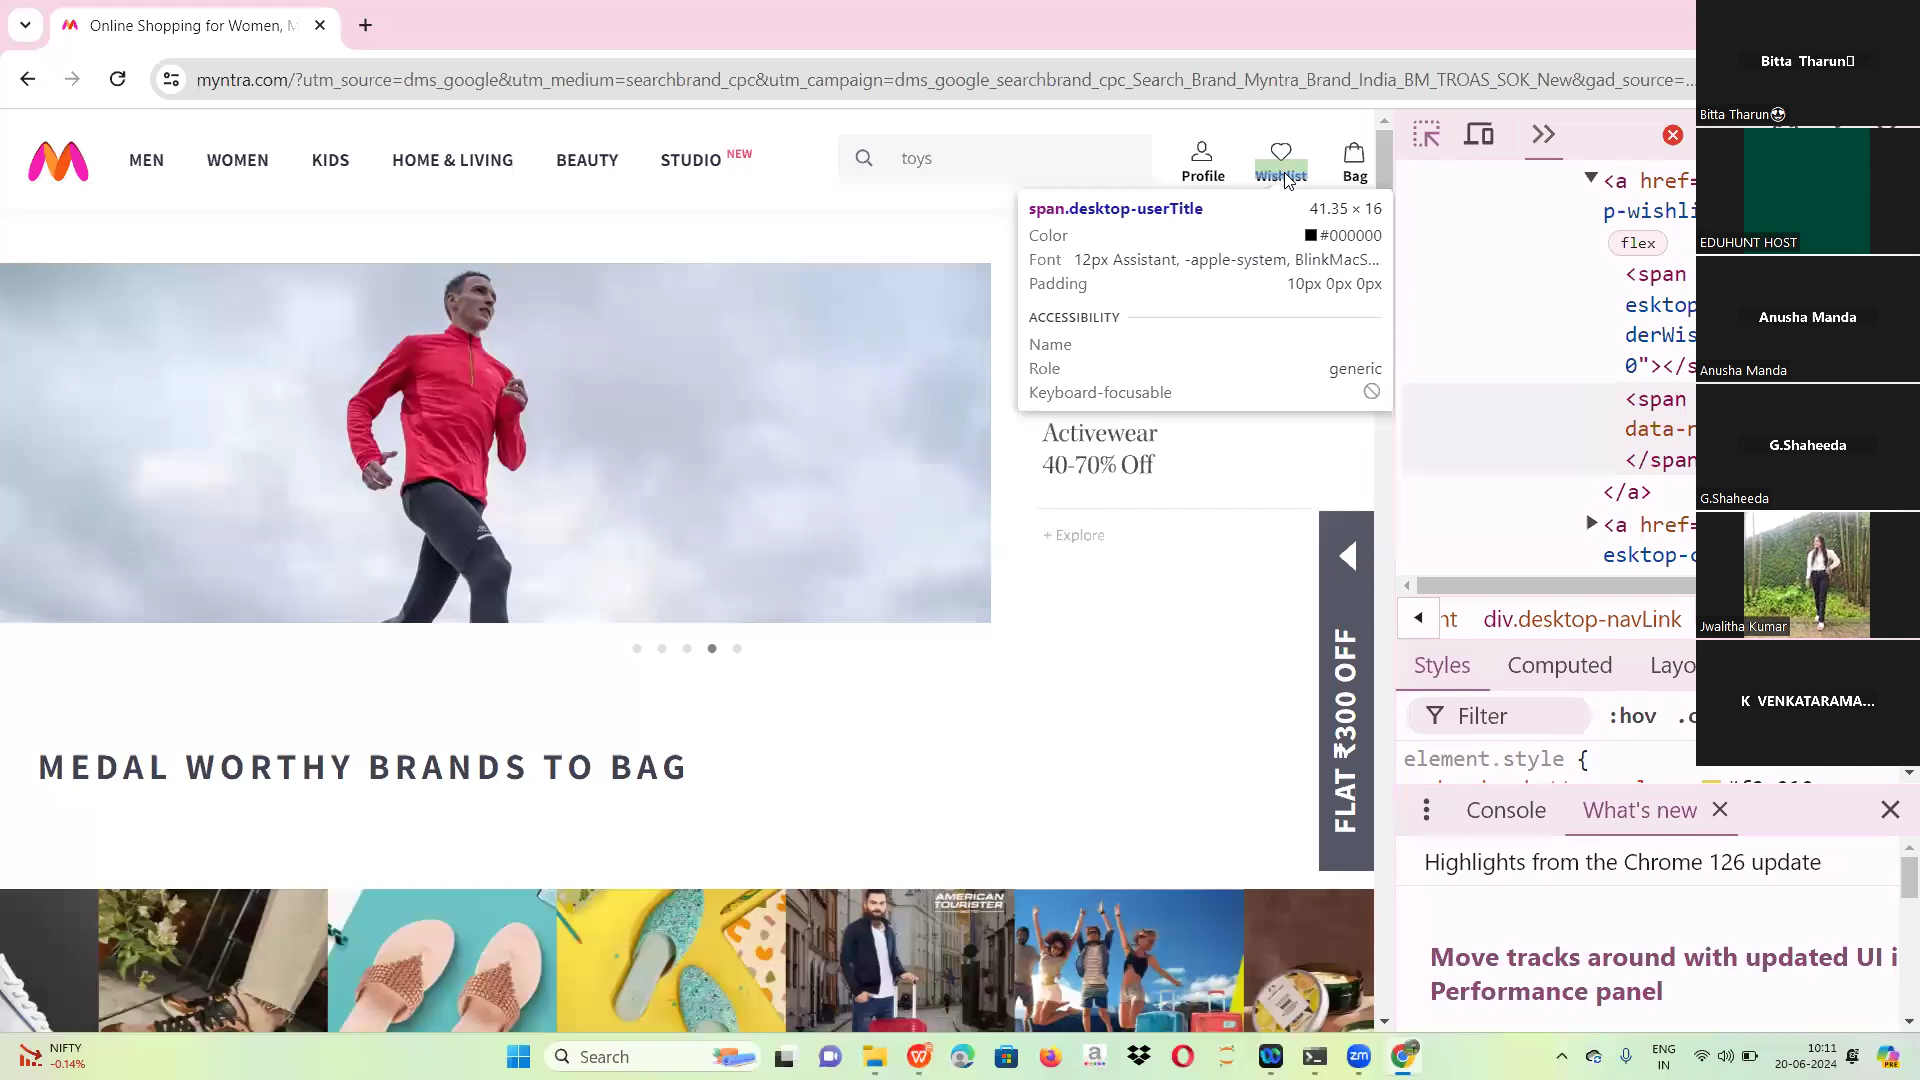 Online Shopping for Women, M
myntra.com/?utm_source=dms_google&utm_medium=searchbrand_cpc&utm_campaign=dms_google_searchbrand_cpc_Search_Brand_Myntra_Brand_India_BM_TROAS_SOK_New&gad_source=...
MEN WOMEN KIDS HOME & LIVING BEAUTY STUDIO NEW
toys
Profile Wishlist Bag
span.desktop-userTitle 41.35 × 16
Color #000000
Font 12px Assistant, -apple-system, BlinkMacS...
Padding 10px 0px 0px
ACCESSIBILITY
Name
Role generic
Keyboard-focusable
Activewear
40-70% Off
+ Explore
FLAT ₹300 OFF
MEDAL WORTHY BRANDS TO BAG
AMERICAN
TOURISTER
<a href=
p-wishli
flex
<span
esktop
derWis
0"></s
<span
data-r
</span
</a>
<a href=
esktop-c
nt div.desktop-navLink
Styles Computed Layo
Filter :hov .c
element.style {
Console What's new
Highlights from the Chrome 126 update
Move tracks around with updated UI i
Performance panel
Bitta Tharun
Bitta Tharun😍
EDUHUNT HOST
Anusha Manda
Anusha Manda
G.Shaheeda
G.Shaheeda
Jwalitha Kumar
K VENKATARAMA...
NIFTY
-0.14%
Search
zm
ENG
IN
10:11
20-06-2024
PRE